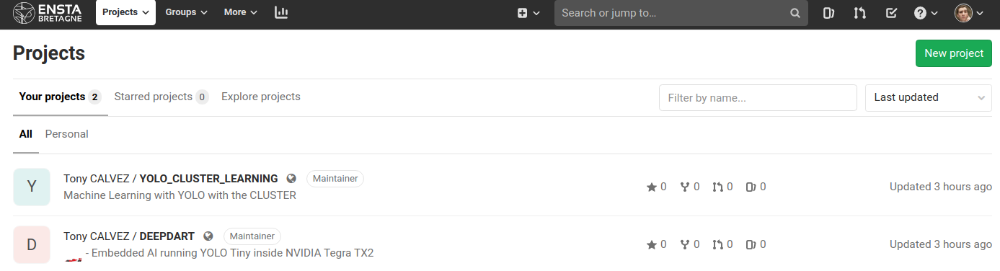 ENSTA
BRETAGNE
Projects Groups More Search or jump to...
Projects
New project
Your projects 2 Starred projects 0 Explore projects
Filter by name...
Last updated
All Personal
Y
Tony CALVEZ / YOLO_CLUSTER_LEARNING Maintainer
Machine Learning with YOLO with the CLUSTER
0 0 0 0
Updated 3 hours ago
D
Tony CALVEZ / DEEPDART Maintainer
- Embedded AI running YOLO Tiny inside NVIDIA Tegra TX2
0 0 0 0
Updated 3 hours ago